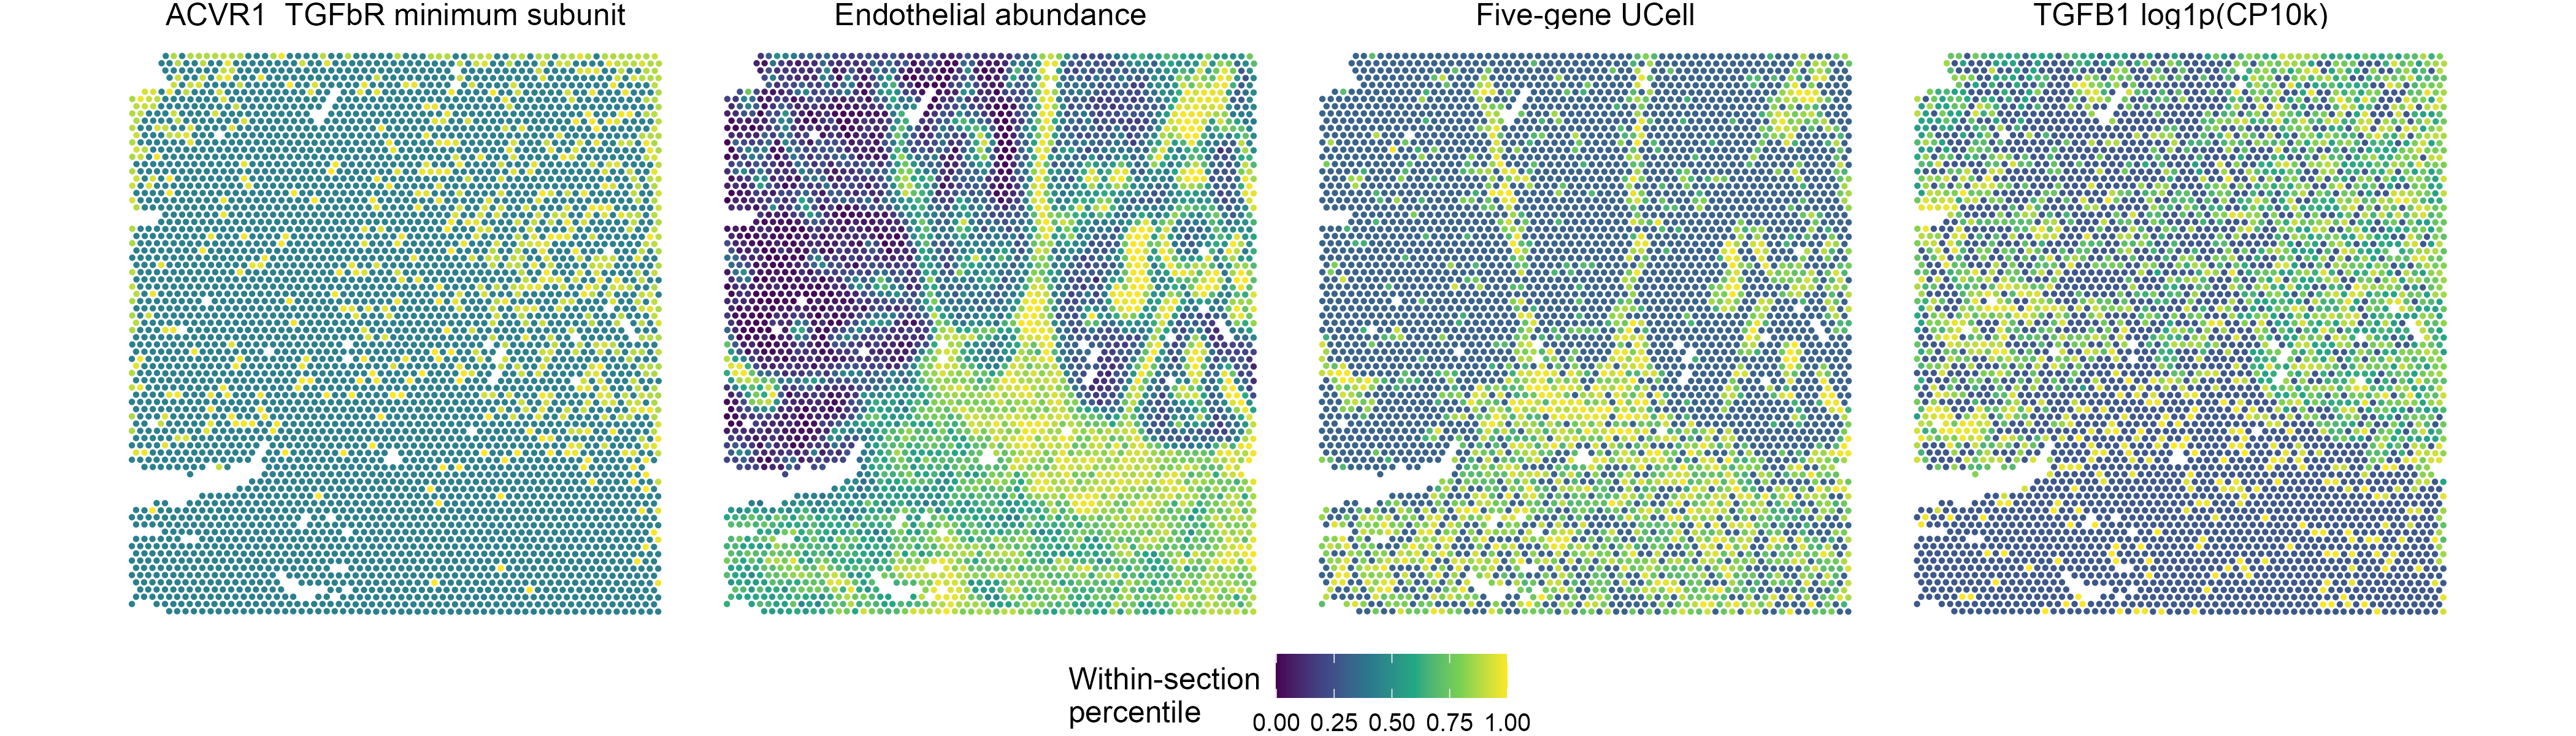 ACVR1  TGFbR minimum subunit
Endothelial abundance
Five-gene UCell
TGFB1 log1p(CP10k)
Within-section
percentile
0.00 0.25 0.50 0.75 1.00